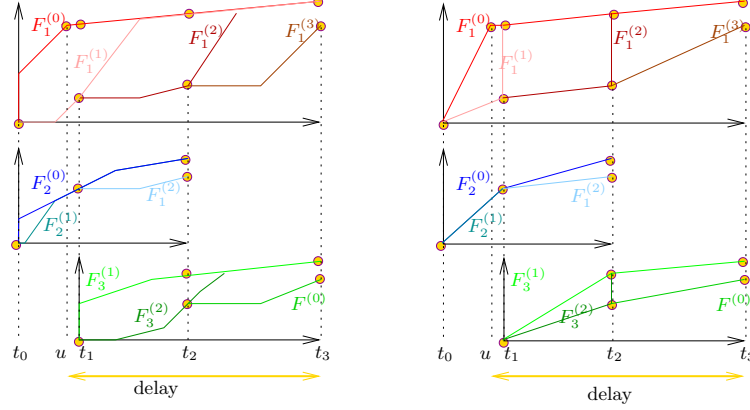 F_1^{(0)} F_1^{(1)} F_1^{(2)} F_1^{(3)}
F_2^{(0)} F_2^{(1)} F_1^{(2)}
F_3^{(1)} F_3^{(2)} F^{(0)}
t_0 u t_1 t_2 t_3
delay
F_1^{(0)} F_1^{(1)} F_1^{(2)} F_1^{(3)}
F_2^{(0)} F_2^{(1)} F_1^{(2)}
F_3^{(1)} F_3^{(2)} F^{(0)}
t_0 u t_1 t_2 t_3
delay